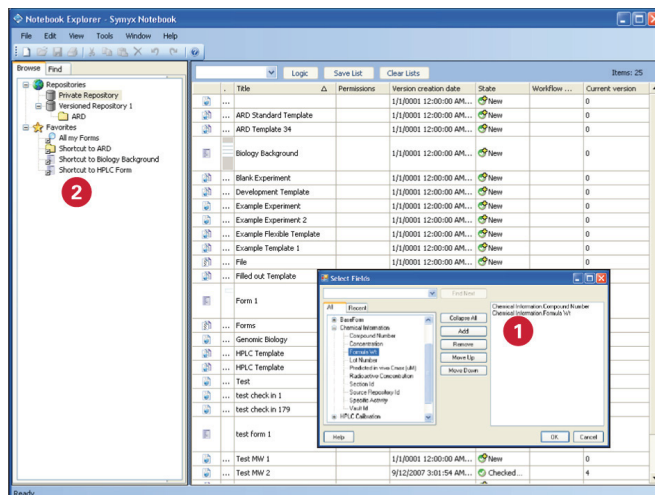 Notebook Explorer - Symyx Notebook
File Edit View Tools Window Help
Browse Find
Logic Save List Clear Lists Items: 25
Repositories
Private Repository
Versioned Repository 1
ARD
Favorites
All my Forms
Shortcut to ARD
Shortcut to Biology Background
Shortcut to HPLC Form
2
. Title Permissions Version creation date State Workflow ... Current version
... 1/1/0001 12:00:00 AM... New 0
... ARD Standard Template 1/1/0001 12:00:00 AM... New 0
... ARD Template 34 1/1/0001 12:00:00 AM... New 0
Biology Background 1/1/0001 12:00:00 AM... New 0
... Blank Experiment 1/1/0001 12:00:00 AM... New 0
... Development Template 1/1/0001 12:00:00 AM... New 0
... Example Experiment 1/1/0001 12:00:00 AM... New 0
... Example Experiment 2 1/1/0001 12:00:00 AM... New 0
... Example Flexible Template 1/1/0001 12:00:00 AM... New 0
... Example Template 1 1/1/0001 12:00:00 AM... New 0
... File 1/1/0001 12:00:00 AM... New 0
... Filled out Template
Form 1
... Forms
... Genomic Biology
... HPLC Template
... HPLC Template
... Test
... test check in 1
... test check in 179
test form 1
... Test MW 1 1/1/0001 12:00:00 AM... New 0
... Test MW 2 9/12/2007 3:01:54 AM... Checked... 4
Select Fields
Find Next
All Recent
BaseForm
Chemical Information
Compound Number
Concentration
Formula Wt
Lot Number
Predicted in vivo Cmax (uM)
Radioactive Concentration
Section Id
Source Repository Id
Specific Activity
Vault Id
HPLC Calibration
Collapse All
Add
Remove
Move Up
Move Down
Chemical Information.Compound Number
Chemical Information.Formula Wt
1
Help OK Cancel
Ready